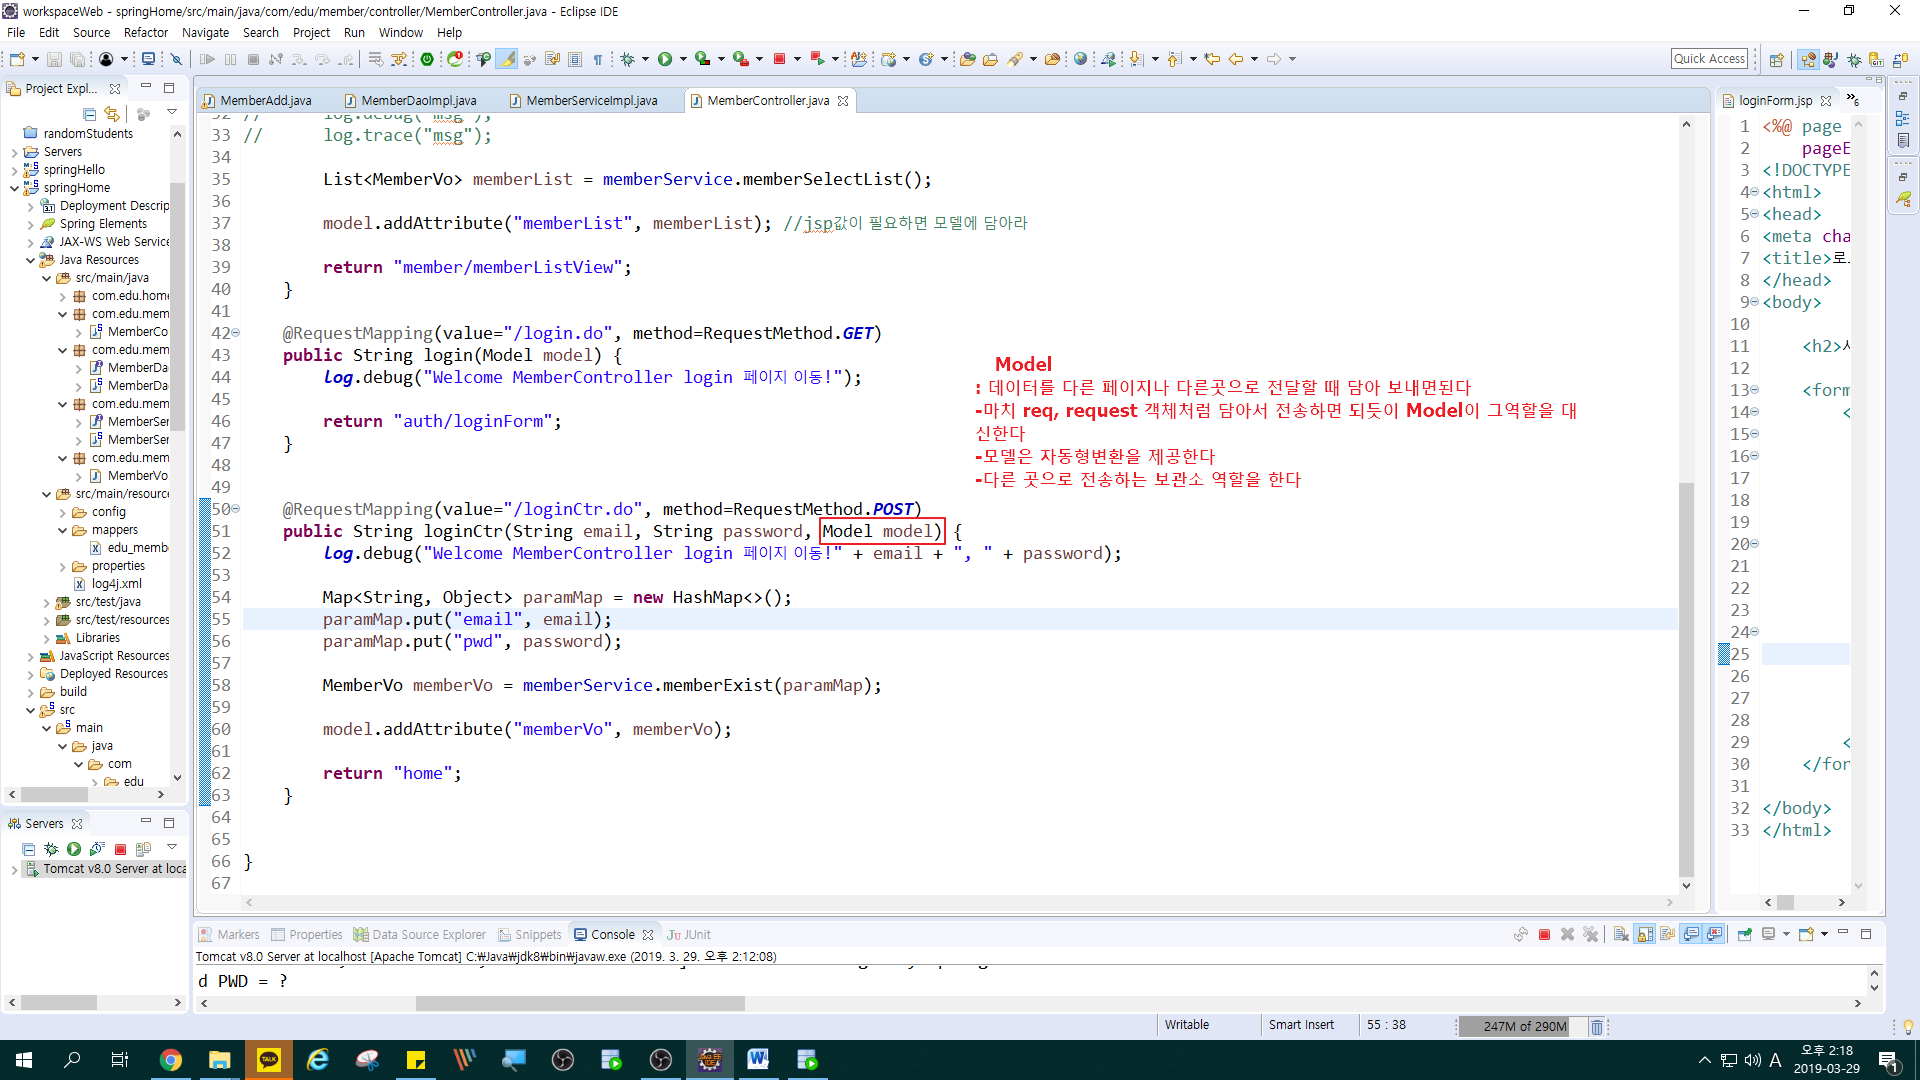 workspaceWeb - springHome/src/main/java/com/edu/member/controller/MemberController.java - Eclipse IDE
File Edit Source Refactor Navigate Search Project Run Window Help
Quick Access
Project Expl...
randomStudents
Servers
springHello
springHome
Deployment Descrip
Spring Elements
JAX-WS Web Service
Java Resources
src/main/java
com.edu.home
com.edu.mem
MemberCo
com.edu.mem
MemberDa
MemberDa
com.edu.mem
MemberSer
MemberSer
com.edu.mem
MemberVo
src/main/resource
config
mappers
edu_membe
properties
log4j.xml
src/test/java
src/test/resources
Libraries
JavaScript Resources
Deployed Resources
build
src
main
java
com
edu
Servers
Tomcat v8.0 Server at loca
MemberAdd.java MemberDaoImpl.java MemberServiceImpl.java MemberController.java
32 // log.debug("msg");
33 // log.trace("msg");
34
35 List<MemberVo> memberList = memberService.memberSelectList();
36
37 model.addAttribute("memberList", memberList); //jsp값이 필요하면 모델에 담아라
38
39 return "member/memberListView";
40 }
41
42 @RequestMapping(value="/login.do", method=RequestMethod.GET)
43 public String login(Model model) {
44 log.debug("Welcome MemberController login 페이지 이동!");
45
46 return "auth/loginForm";
47 }
48
49
50 @RequestMapping(value="/loginCtr.do", method=RequestMethod.POST)
51 public String loginCtr(String email, String password, Model model) {
52 log.debug("Welcome MemberController login 페이지 이동!" + email + ", " + password);
53
54 Map<String, Object> paramMap = new HashMap<>();
55 paramMap.put("email", email);
56 paramMap.put("pwd", password);
57
58 MemberVo memberVo = memberService.memberExist(paramMap);
59
60 model.addAttribute("memberVo", memberVo);
61
62 return "home";
63 }
64
65
66 }
67
Model
: 데이터를 다른 페이지나 다른곳으로 전달할 때 담아 보내면된다
-마치 req, request 객체처럼 담아서 전송하면 되듯이 Model이 그역할을 대
신한다
-모델은 자동형변환을 제공한다
-다른 곳으로 전송하는 보관소 역할을 한다
loginForm.jsp »6
1 <%@ page
2 pageE
3 <!DOCTYPE
4 <html>
5 <head>
6 <meta cha
7 <title>로
8 </head>
9 <body>
10
11 <h2>사
12
13 <form
14 <
15
16
17
18
19
20
21
22
23
24
25
26
27
28
29 <
30 </for
31
32 </body>
33 </html>
Markers Properties Data Source Explorer Snippets Console JUnit
Tomcat v8.0 Server at localhost [Apache Tomcat] C:₩Java₩jdk8₩bin₩javaw.exe (2019. 3. 29. 오후 2:12:08)
d PWD = ?
Writable Smart Insert 55 : 38 247M of 290M
TALK
A
오후 2:18
2019-03-29
1